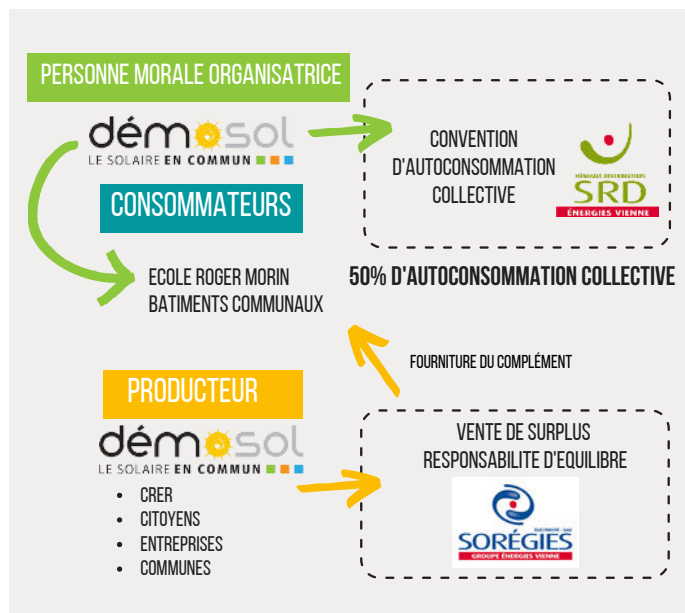 PERSONNE MORALE ORGANISATRICE
démosol
LE SOLAIRE EN COMMUN
CONVENTION
D'AUTOCONSOMMATION
COLLECTIVE
SRD
ÉNERGIES VIENNE
CONSOMMATEURS
ECOLE ROGER MORIN
BATIMENTS COMMUNAUX
50% D'AUTOCONSOMMATION COLLECTIVE
FOURNITURE DU COMPLÉMENT
PRODUCTEUR
démosol
LE SOLAIRE EN COMMUN
• CRER
• CITOYENS
• ENTREPRISES
• COMMUNES
VENTE DE SURPLUS
RESPONSABILITE D'EQUILIBRE
ÉLECTRICITÉ - GAZ
SORÉGIES
GROUPE ÉNERGIES VIENNE